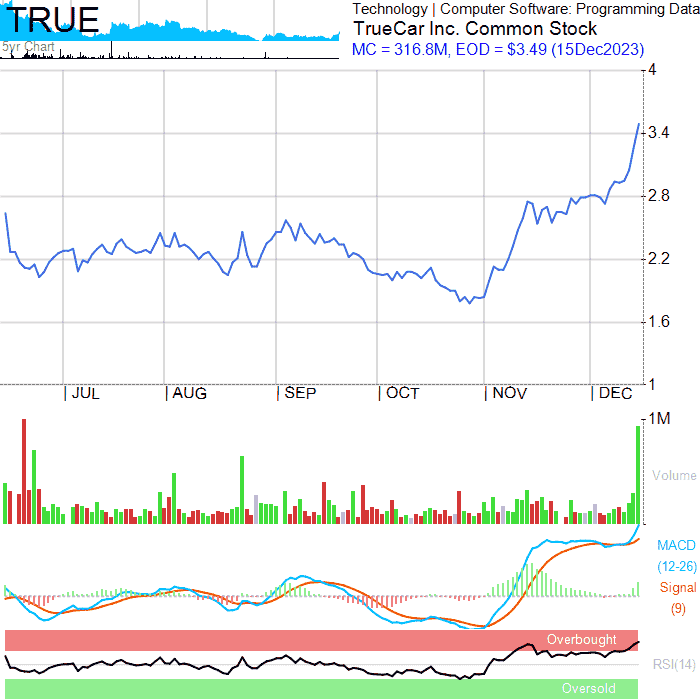 TRUE
5yr Chart
Technology | Computer Software: Programming Data
TrueCar Inc. Common Stock
MC = 316.8M, EOD = $3.49 (15Dec2023)
4
3.4
2.8
2.2
1.6
1
| JUL | AUG | SEP | OCT | NOV | DEC
1M
Volume
MACD
(12-26)
Signal
(9)
Overbought
RSI(14)
Oversold